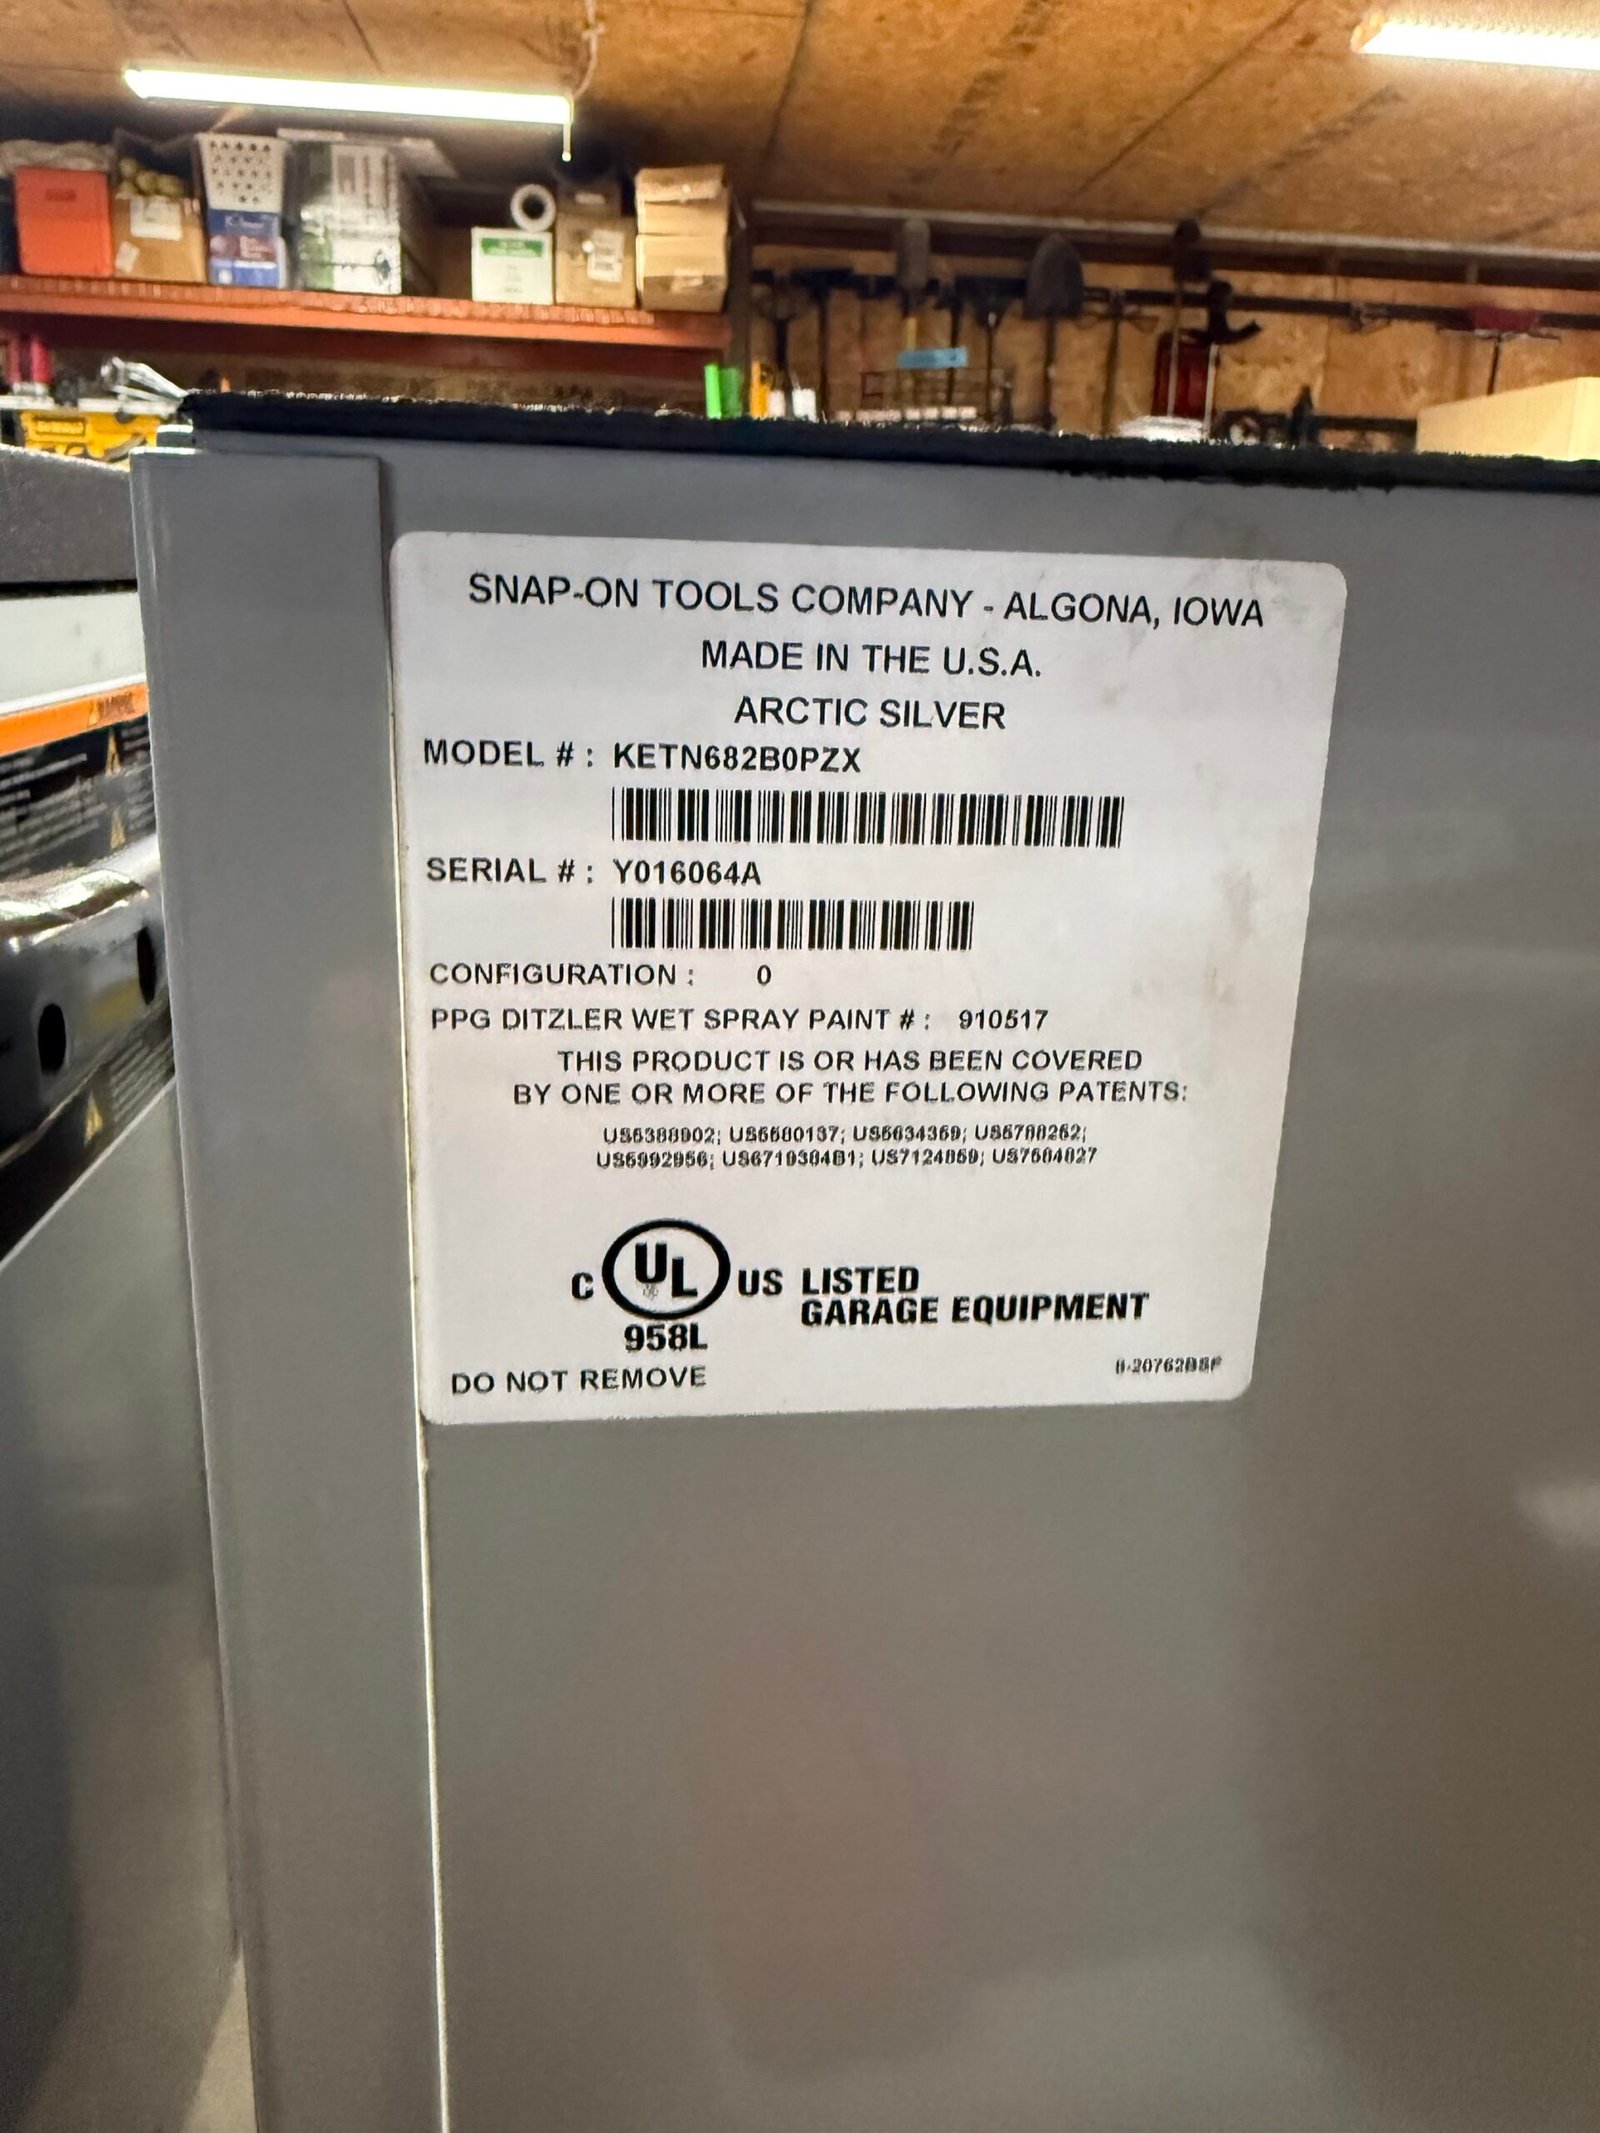 SNAP-ON TOOLS COMPANY - ALGONA, IOWA
MADE IN THE U.S.A.
ARCTIC SILVER
MODEL # : KETN682B0PZX
SERIAL # : Y016064A
CONFIGURATION : 0
PPG DITZLER WET SPRAY PAINT # : 910517
THIS PRODUCT IS OR HAS BEEN COVERED
BY ONE OR MORE OF THE FOLLOWING PATENTS:
C UL US LISTED
GARAGE EQUIPMENT
958L
DO NOT REMOVE